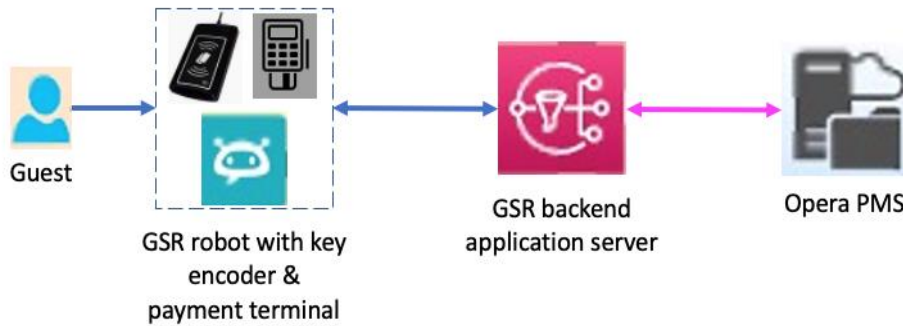 Guest
GSR robot with key
encoder &
payment terminal
GSR backend
application server
Opera PMS